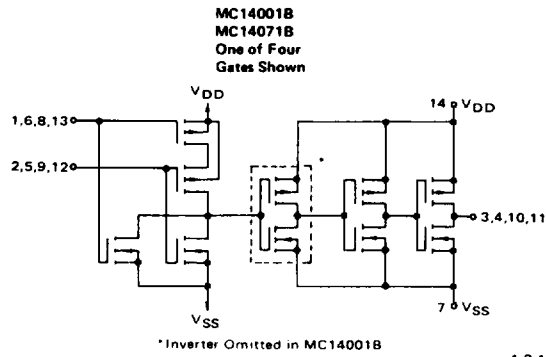 MC14001B
MC14071B
One of Four
Gates Shown
VDD
14 VDD
1,6,8,13
2,5,9,12
*
3,4,10,11
VSS
7 VSS
*Inverter Omitted in MC14001B